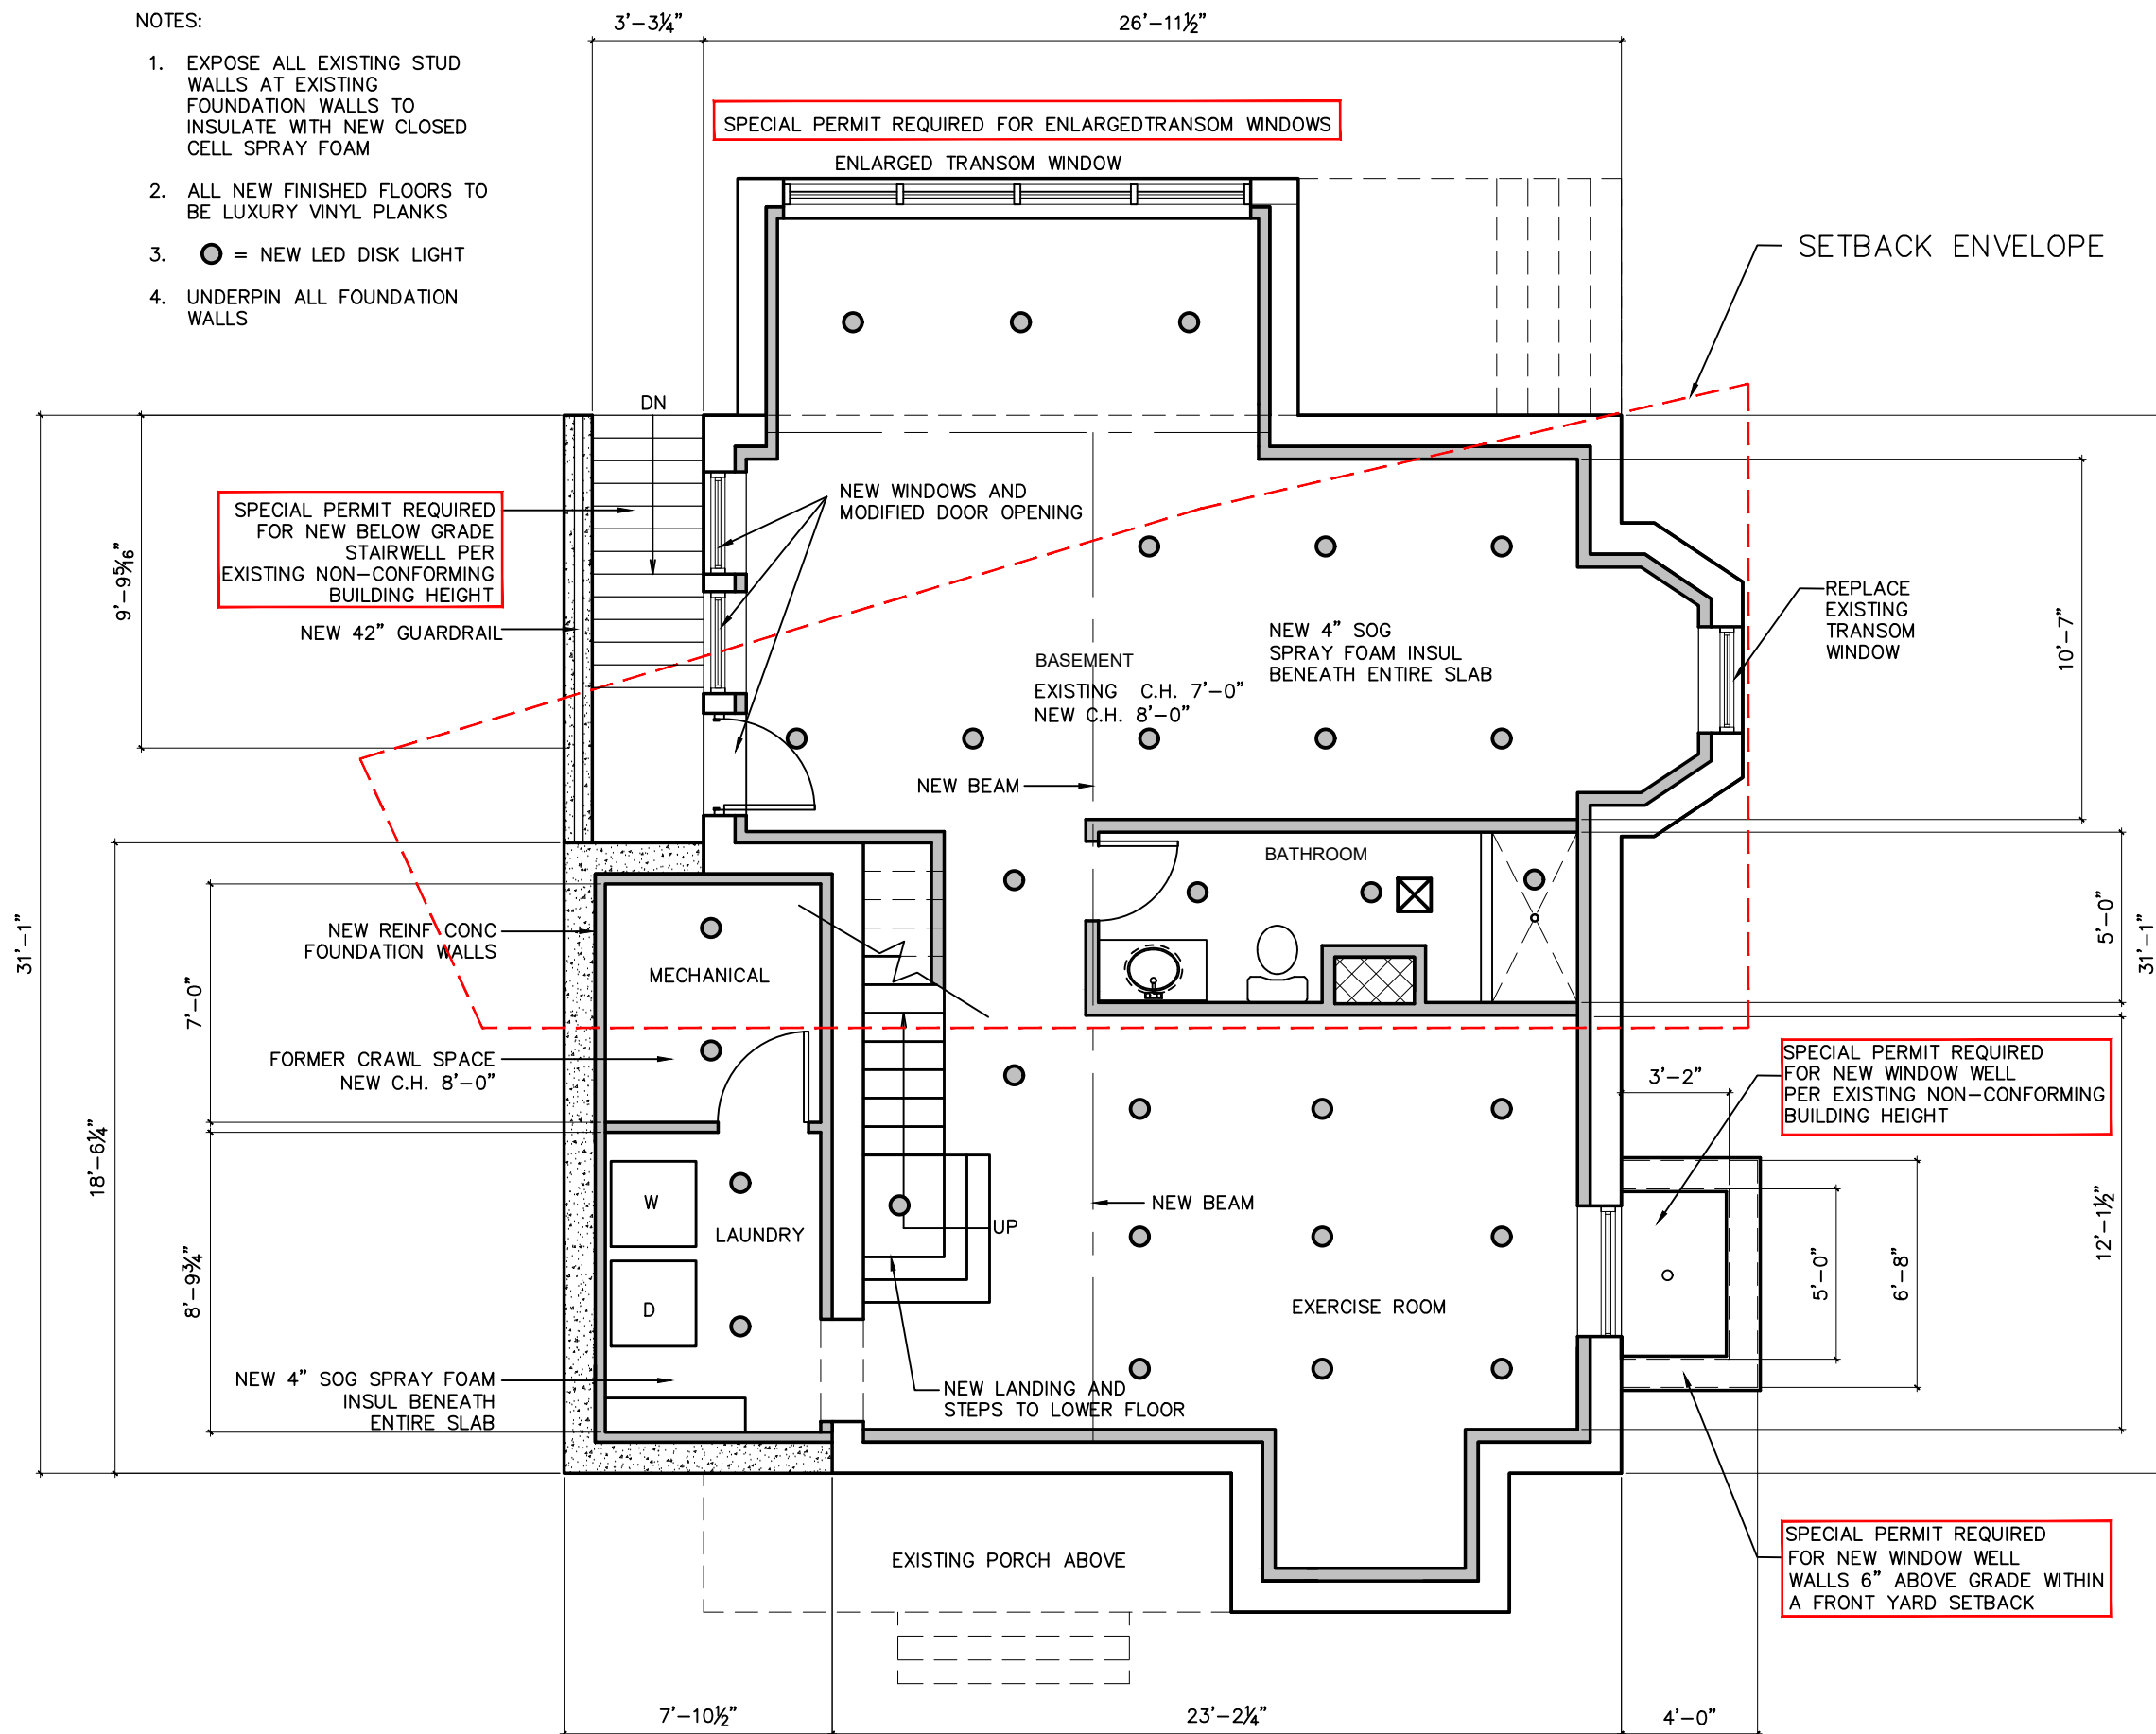 NOTES:
1. EXPOSE ALL EXISTING STUD
WALLS AT EXISTING
FOUNDATION WALLS TO
INSULATE WITH NEW CLOSED
CELL SPRAY FOAM
2. ALL NEW FINISHED FLOORS TO
BE LUXURY VINYL PLANKS
3. = NEW LED DISK LIGHT
4. UNDERPIN ALL FOUNDATION
WALLS
3'-3¼"
26'-11½"
SPECIAL PERMIT REQUIRED FOR ENLARGEDTRANSOM WINDOWS
ENLARGED TRANSOM WINDOW
SETBACK ENVELOPE
DN
SPECIAL PERMIT REQUIRED
FOR NEW BELOW GRADE
STAIRWELL PER
EXISTING NON-CONFORMING
BUILDING HEIGHT
NEW 42" GUARDRAIL
9'-95⁄16"
NEW WINDOWS AND
MODIFIED DOOR OPENING
BASEMENT
EXISTING C.H. 7'-0"
NEW C.H. 8'-0"
NEW 4" SOG
SPRAY FOAM INSUL
BENEATH ENTIRE SLAB
REPLACE
EXISTING
TRANSOM
WINDOW
10'-7"
NEW BEAM
BATHROOM
31'-1"
NEW REINF CONC
FOUNDATION WALLS
7'-0"
MECHANICAL
5'-0"
31'-1"
FORMER CRAWL SPACE
NEW C.H. 8'-0"
18'-6¼"
3'-2"
SPECIAL PERMIT REQUIRED
FOR NEW WINDOW WELL
PER EXISTING NON-CONFORMING
BUILDING HEIGHT
W
LAUNDRY
D
UP
NEW BEAM
8'-9¾"
EXERCISE ROOM
5'-0"
6'-8"
12'-1½"
NEW 4" SOG SPRAY FOAM
INSUL BENEATH
ENTIRE SLAB
NEW LANDING AND
STEPS TO LOWER FLOOR
EXISTING PORCH ABOVE
SPECIAL PERMIT REQUIRED
FOR NEW WINDOW WELL
WALLS 6" ABOVE GRADE WITHIN
A FRONT YARD SETBACK
7'-10½"
23'-2¼"
4'-0"